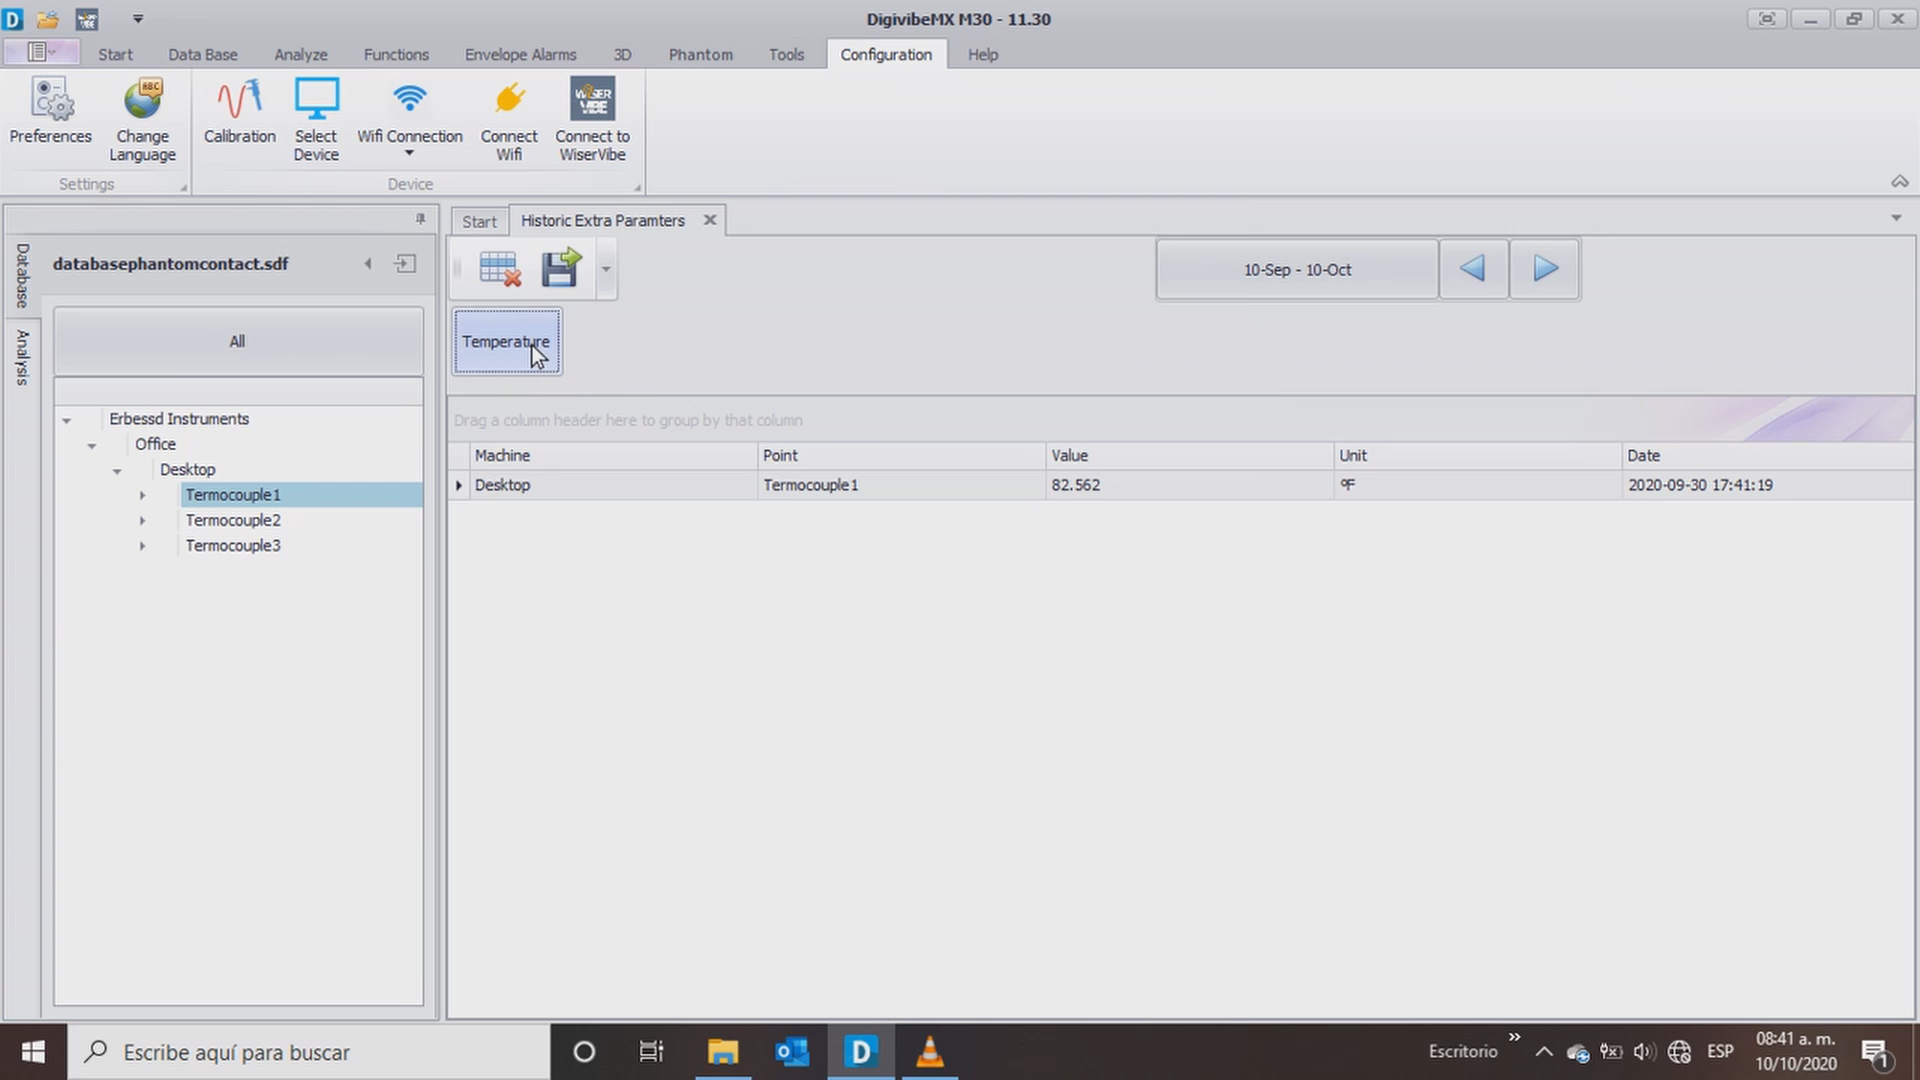 DigivibeMX M30 - 11.30
Start
Data Base
Analyze
Functions
Envelope Alarms
3D
Phantom
Tools
Configuration
Help
Preferences
Change
Language
Calibration
Select
Device
Wifi Connection
Connect
Wifi
WISER
VIBE
Connect to
WiserVibe
ABC
Settings
Device
Database
Analysis
databasephantomcontact.sdf
All
Erbessd Instruments
Office
Desktop
Termocouple1
Termocouple2
Termocouple3
Start
Historic Extra Paramters
10-Sep - 10-Oct
Temperature
Drag a column header here to group by that column
Machine Point Value Unit Date
Desktop Termocouple1 82.562 ºF 2020-09-30 17:41:19
Escribe aquí para buscar
Escritorio
ESP
08:41 a. m.
10/10/2020
1